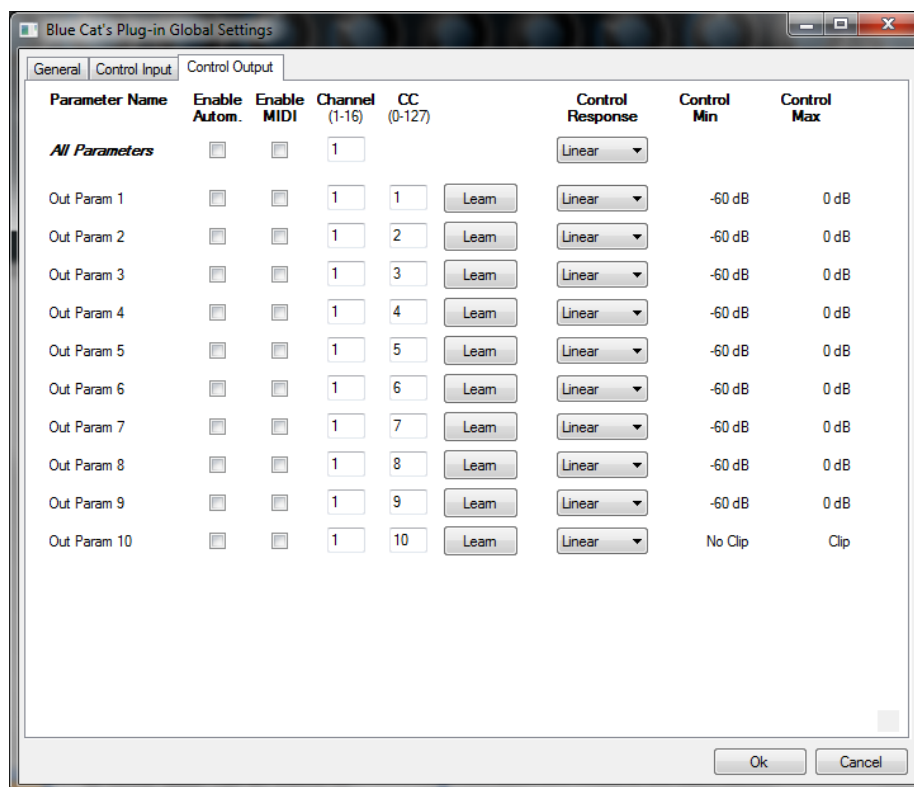 Blue Cat's Plug-in Global Settings
General Control Input Control Output
Parameter Name Enable Autom. Enable MIDI Channel (1-16) CC (0-127) Control Response Control Min Control Max
All Parameters 1 Linear
Out Param 1 1 1 Learn Linear -60 dB 0 dB
Out Param 2 1 2 Learn Linear -60 dB 0 dB
Out Param 3 1 3 Learn Linear -60 dB 0 dB
Out Param 4 1 4 Learn Linear -60 dB 0 dB
Out Param 5 1 5 Learn Linear -60 dB 0 dB
Out Param 6 1 6 Learn Linear -60 dB 0 dB
Out Param 7 1 7 Learn Linear -60 dB 0 dB
Out Param 8 1 8 Learn Linear -60 dB 0 dB
Out Param 9 1 9 Learn Linear -60 dB 0 dB
Out Param 10 1 10 Learn Linear No Clip Clip
Ok Cancel